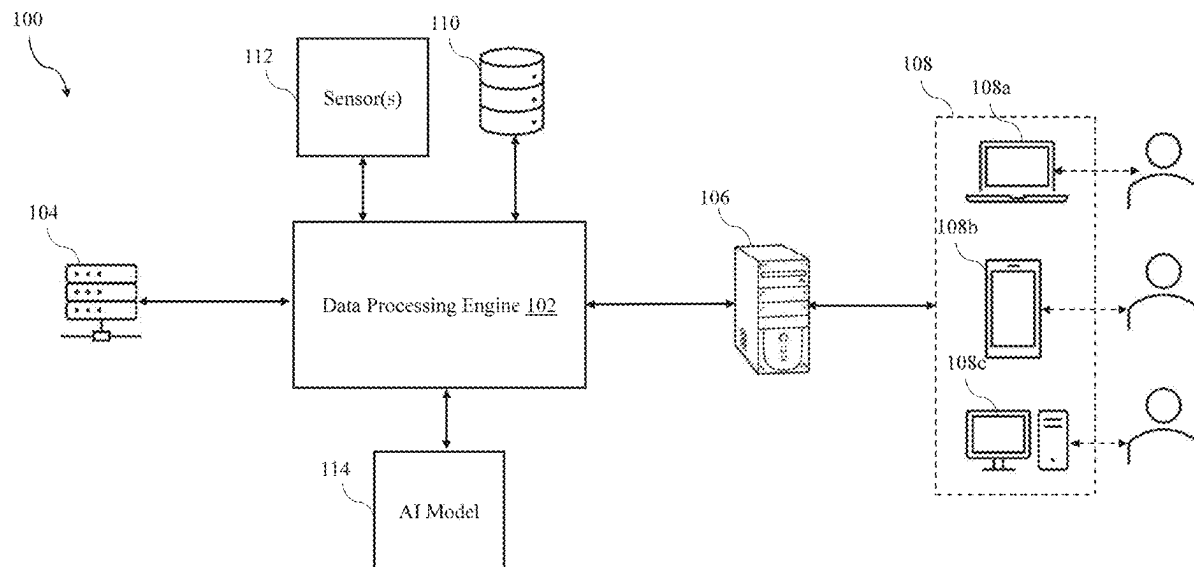 100
112
Sensor(s)
110
108
108a
104
106
108b
Data Processing Engine 102
108c
114
AI Model